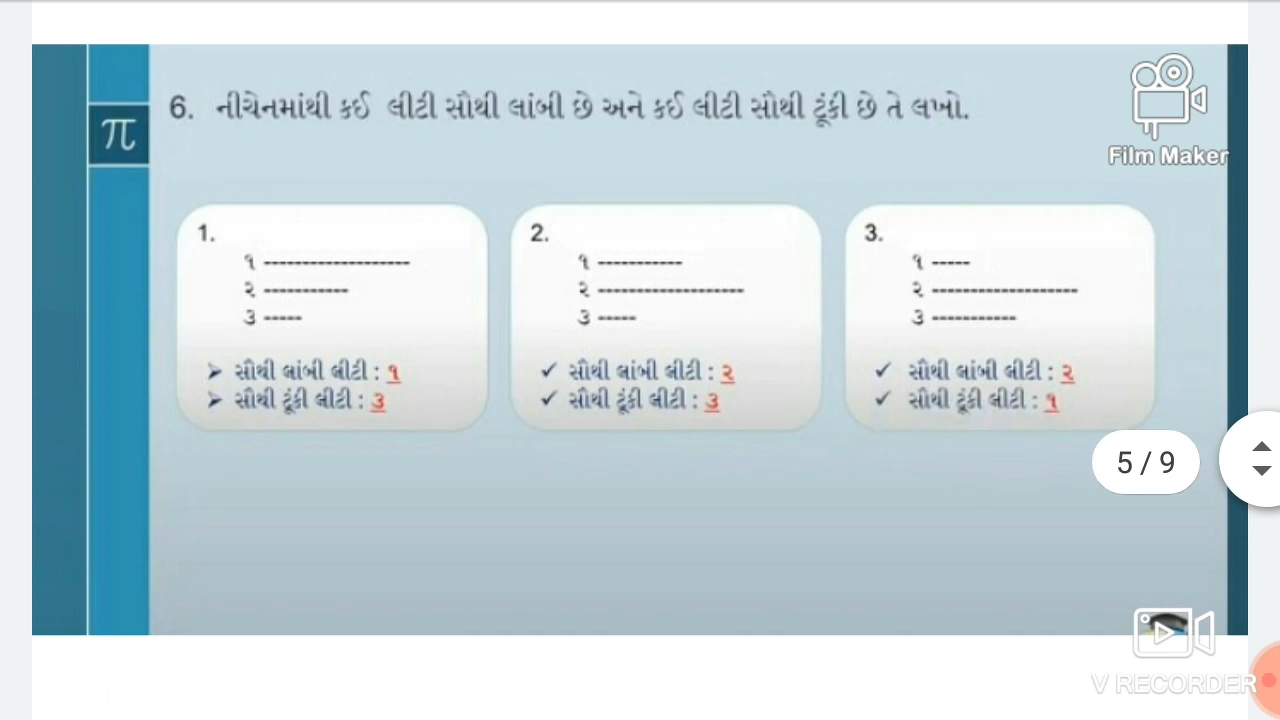 π
6. નીચેનમાંથી કઈ લીટી સૌથી લાંબી છે અને કઈ લીટી સૌથી ટૂંકી છે તે લખો.
Film Maker
1.
૧ -------------------
૨ -----------
૩ -----
➢ સૌથી લાંબી લીટી : ૧
➢ સૌથી ટૂંકી લીટી : ૩
2.
૧ -----------
૨ -------------------
૩ -----
✓ સૌથી લાંબી લીટી : ૨
✓ સૌથી ટૂંકી લીટી : ૩
3.
૧ -----
૨ -------------------
૩ -----------
✓ સૌથી લાંબી લીટી : ૨
✓ સૌથી ટૂંકી લીટી : ૧
5 / 9
V RECORDER